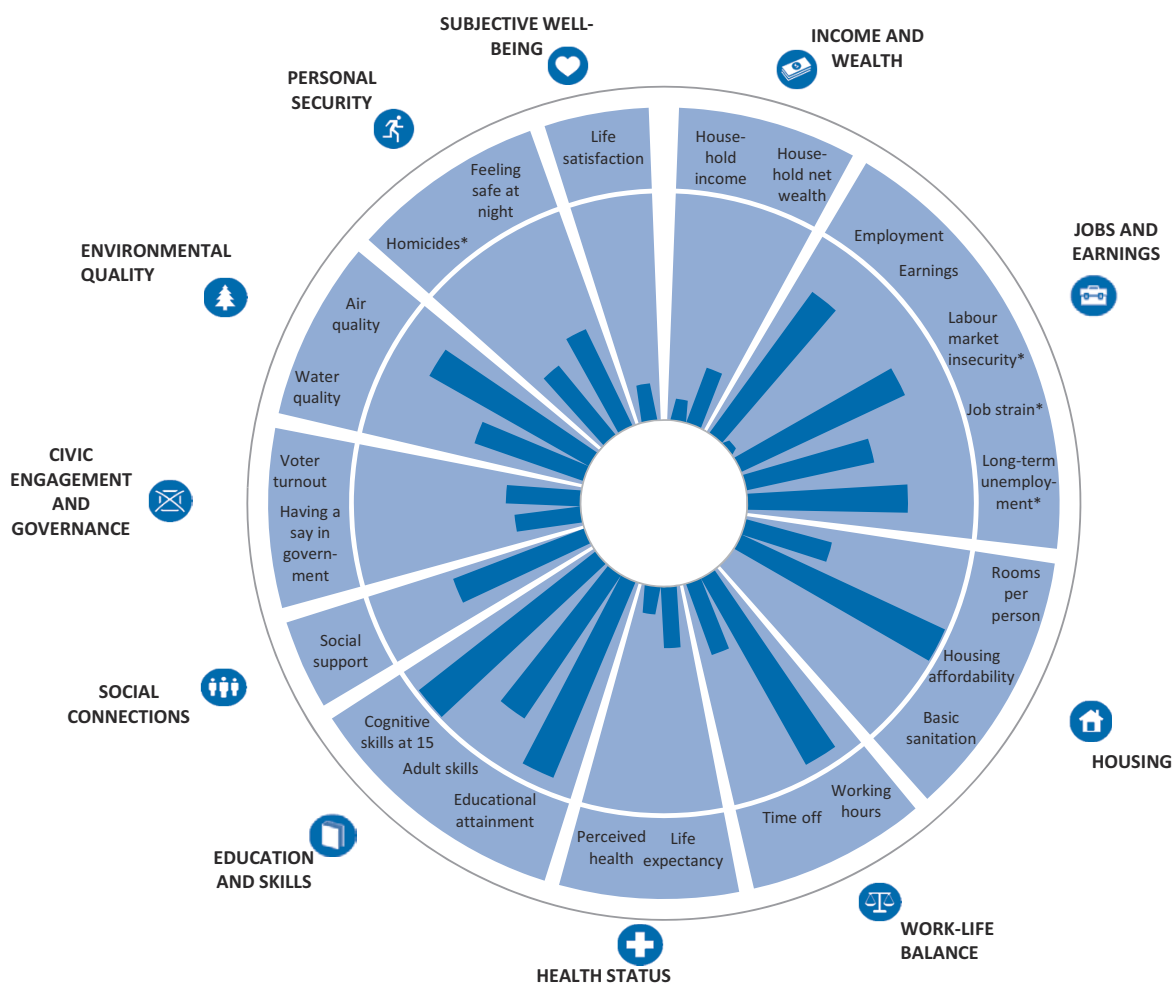 SUBJECTIVE WELL-
BEING
INCOME AND
WEALTH
PERSONAL
SECURITY
JOBS AND
EARNINGS
ENVIRONMENTAL
QUALITY
CIVIC
ENGAGEMENT
AND
GOVERNANCE
SOCIAL
CONNECTIONS
HOUSING
EDUCATION
AND SKILLS
WORK-LIFE
BALANCE
HEALTH STATUS
Life
satisfaction
House-
hold
income
House-
hold net
wealth
Feeling
safe at
night
Homicides*
Employment
Earnings
Labour
market
insecurity*
Job strain*
Long-term
unemploy-
ment*
Air
quality
Water
quality
Voter
turnout
Having a
say in
govern-
ment
Social
support
Rooms
per
person
Housing
affordability
Basic
sanitation
Cognitive
skills at 15
Adult skills
Educational
attainment
Perceived
health
Life
expectancy
Time off
Working
hours